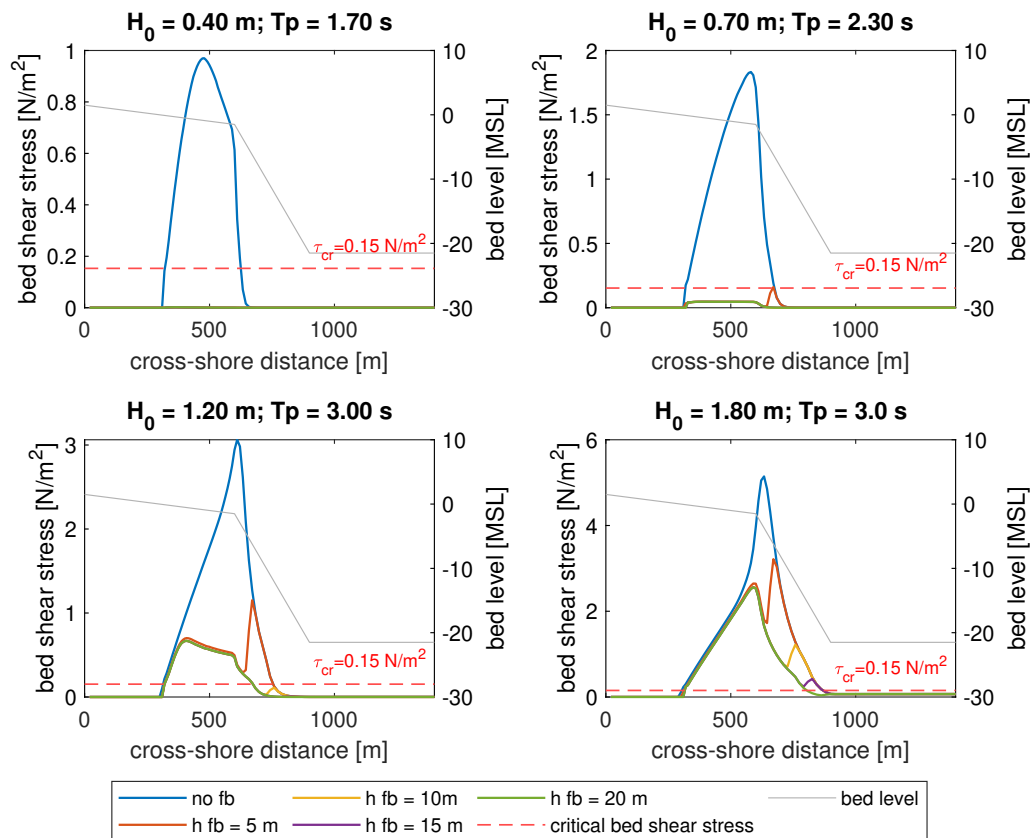 H₀ = 0.40 m; Tp = 1.70 s
bed shear stress [N/m²]
1
0.8
0.6
0.4
0.2
0
10
0
-10
-20
-30
bed level [MSL]
τcr=0.15 N/m²
0 500 1000
cross-shore distance [m]
H₀ = 0.70 m; Tp = 2.30 s
bed shear stress [N/m²]
2
1.5
1
0.5
0
10
0
-10
-20
-30
bed level [MSL]
τcr=0.15 N/m²
0 500 1000
cross-shore distance [m]
H₀ = 1.20 m; Tp = 3.00 s
bed shear stress [N/m²]
3
2
1
0
10
0
-10
-20
-30
bed level [MSL]
τcr=0.15 N/m²
0 500 1000
cross-shore distance [m]
H₀ = 1.80 m; Tp = 3.0 s
bed shear stress [N/m²]
6
4
2
0
10
0
-10
-20
-30
bed level [MSL]
τcr=0.15 N/m²
0 500 1000
cross-shore distance [m]
no fb h fb = 10m h fb = 20 m bed level
h fb = 5 m h fb = 15 m critical bed shear stress